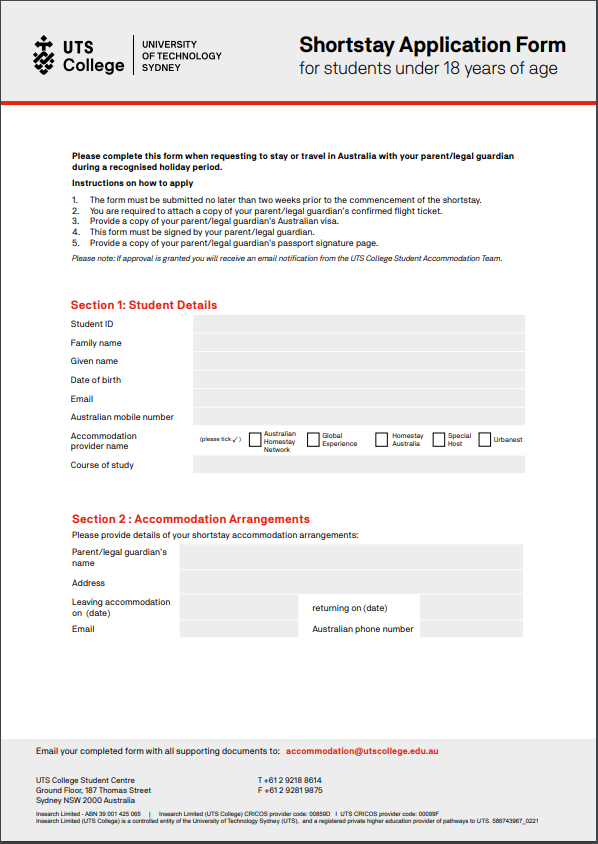 UTS
College
UNIVERSITY
OF TECHNOLOGY
SYDNEY
Shortstay Application Form
for students under 18 years of age
Please complete this form when requesting to stay or travel in Australia with your parent/legal guardian
during a recognised holiday period.
Instructions on how to apply
1. The form must be submitted no later than two weeks prior to the commencement of the shortstay.
2. You are required to attach a copy of your parent/legal guardian's confirmed flight ticket.
3. Provide a copy of your parent/legal guardian's Australian visa.
4. This form must be signed by your parent/legal guardian.
5. Provide a copy of your parent/legal guardian's passport signature page.
Please note: If approval is granted you will receive an email notification from the UTS College Student Accommodation Team.
Section 1: Student Details
Student ID
Family name
Given name
Date of birth
Email
Australian mobile number
Accommodation
provider name
(please tick ✓)
Australian
Homestay
Network
Global
Experience
Homestay
Australia
Special
Host
Urbanest
Course of study
Section 2 : Accommodation Arrangements
Please provide details of your shortstay accommodation arrangements:
Parent/legal guardian's
name
Address
Leaving accommodation
on (date)
returning on (date)
Email
Australian phone number
Email your completed form with all supporting documents to: accommodation@utscollege.edu.au
UTS College Student Centre
Ground Floor, 187 Thomas Street
Sydney NSW 2000 Australia
T +61 2 9218 8614
F +61 2 9281 9875
Insearch Limited - ABN 39 001 425 065 | Insearch Limited (UTS College) CRICOS provider code: 00859D I UTS CRICOS provider code: 00099F
Insearch Limited (UTS College) is a controlled entity of the University of Technology Sydney (UTS), and a registered private higher education provider of pathways to UTS. 586743967_0221